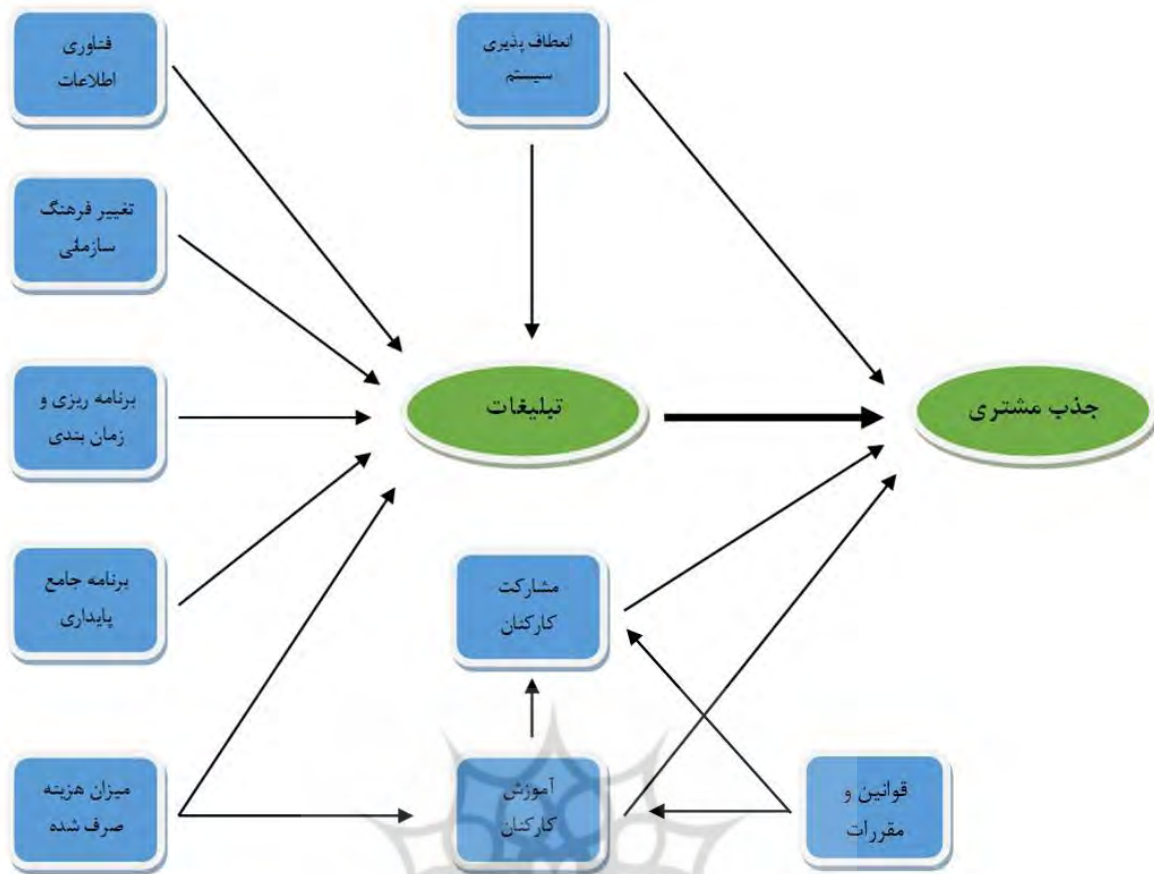 فناوری
اطلاعات
انعطاف پذیری
سیستم
تغییر فرهنگ
سازمانی
برنامه ریزی و
زمان بندی
تبلیغات
جذب مشتری
برنامه جامع
پایداری
مشارکت
کارکنان
میزان هزینه
صرف شده
آموزش
کارکنان
قوانین و
مقررات